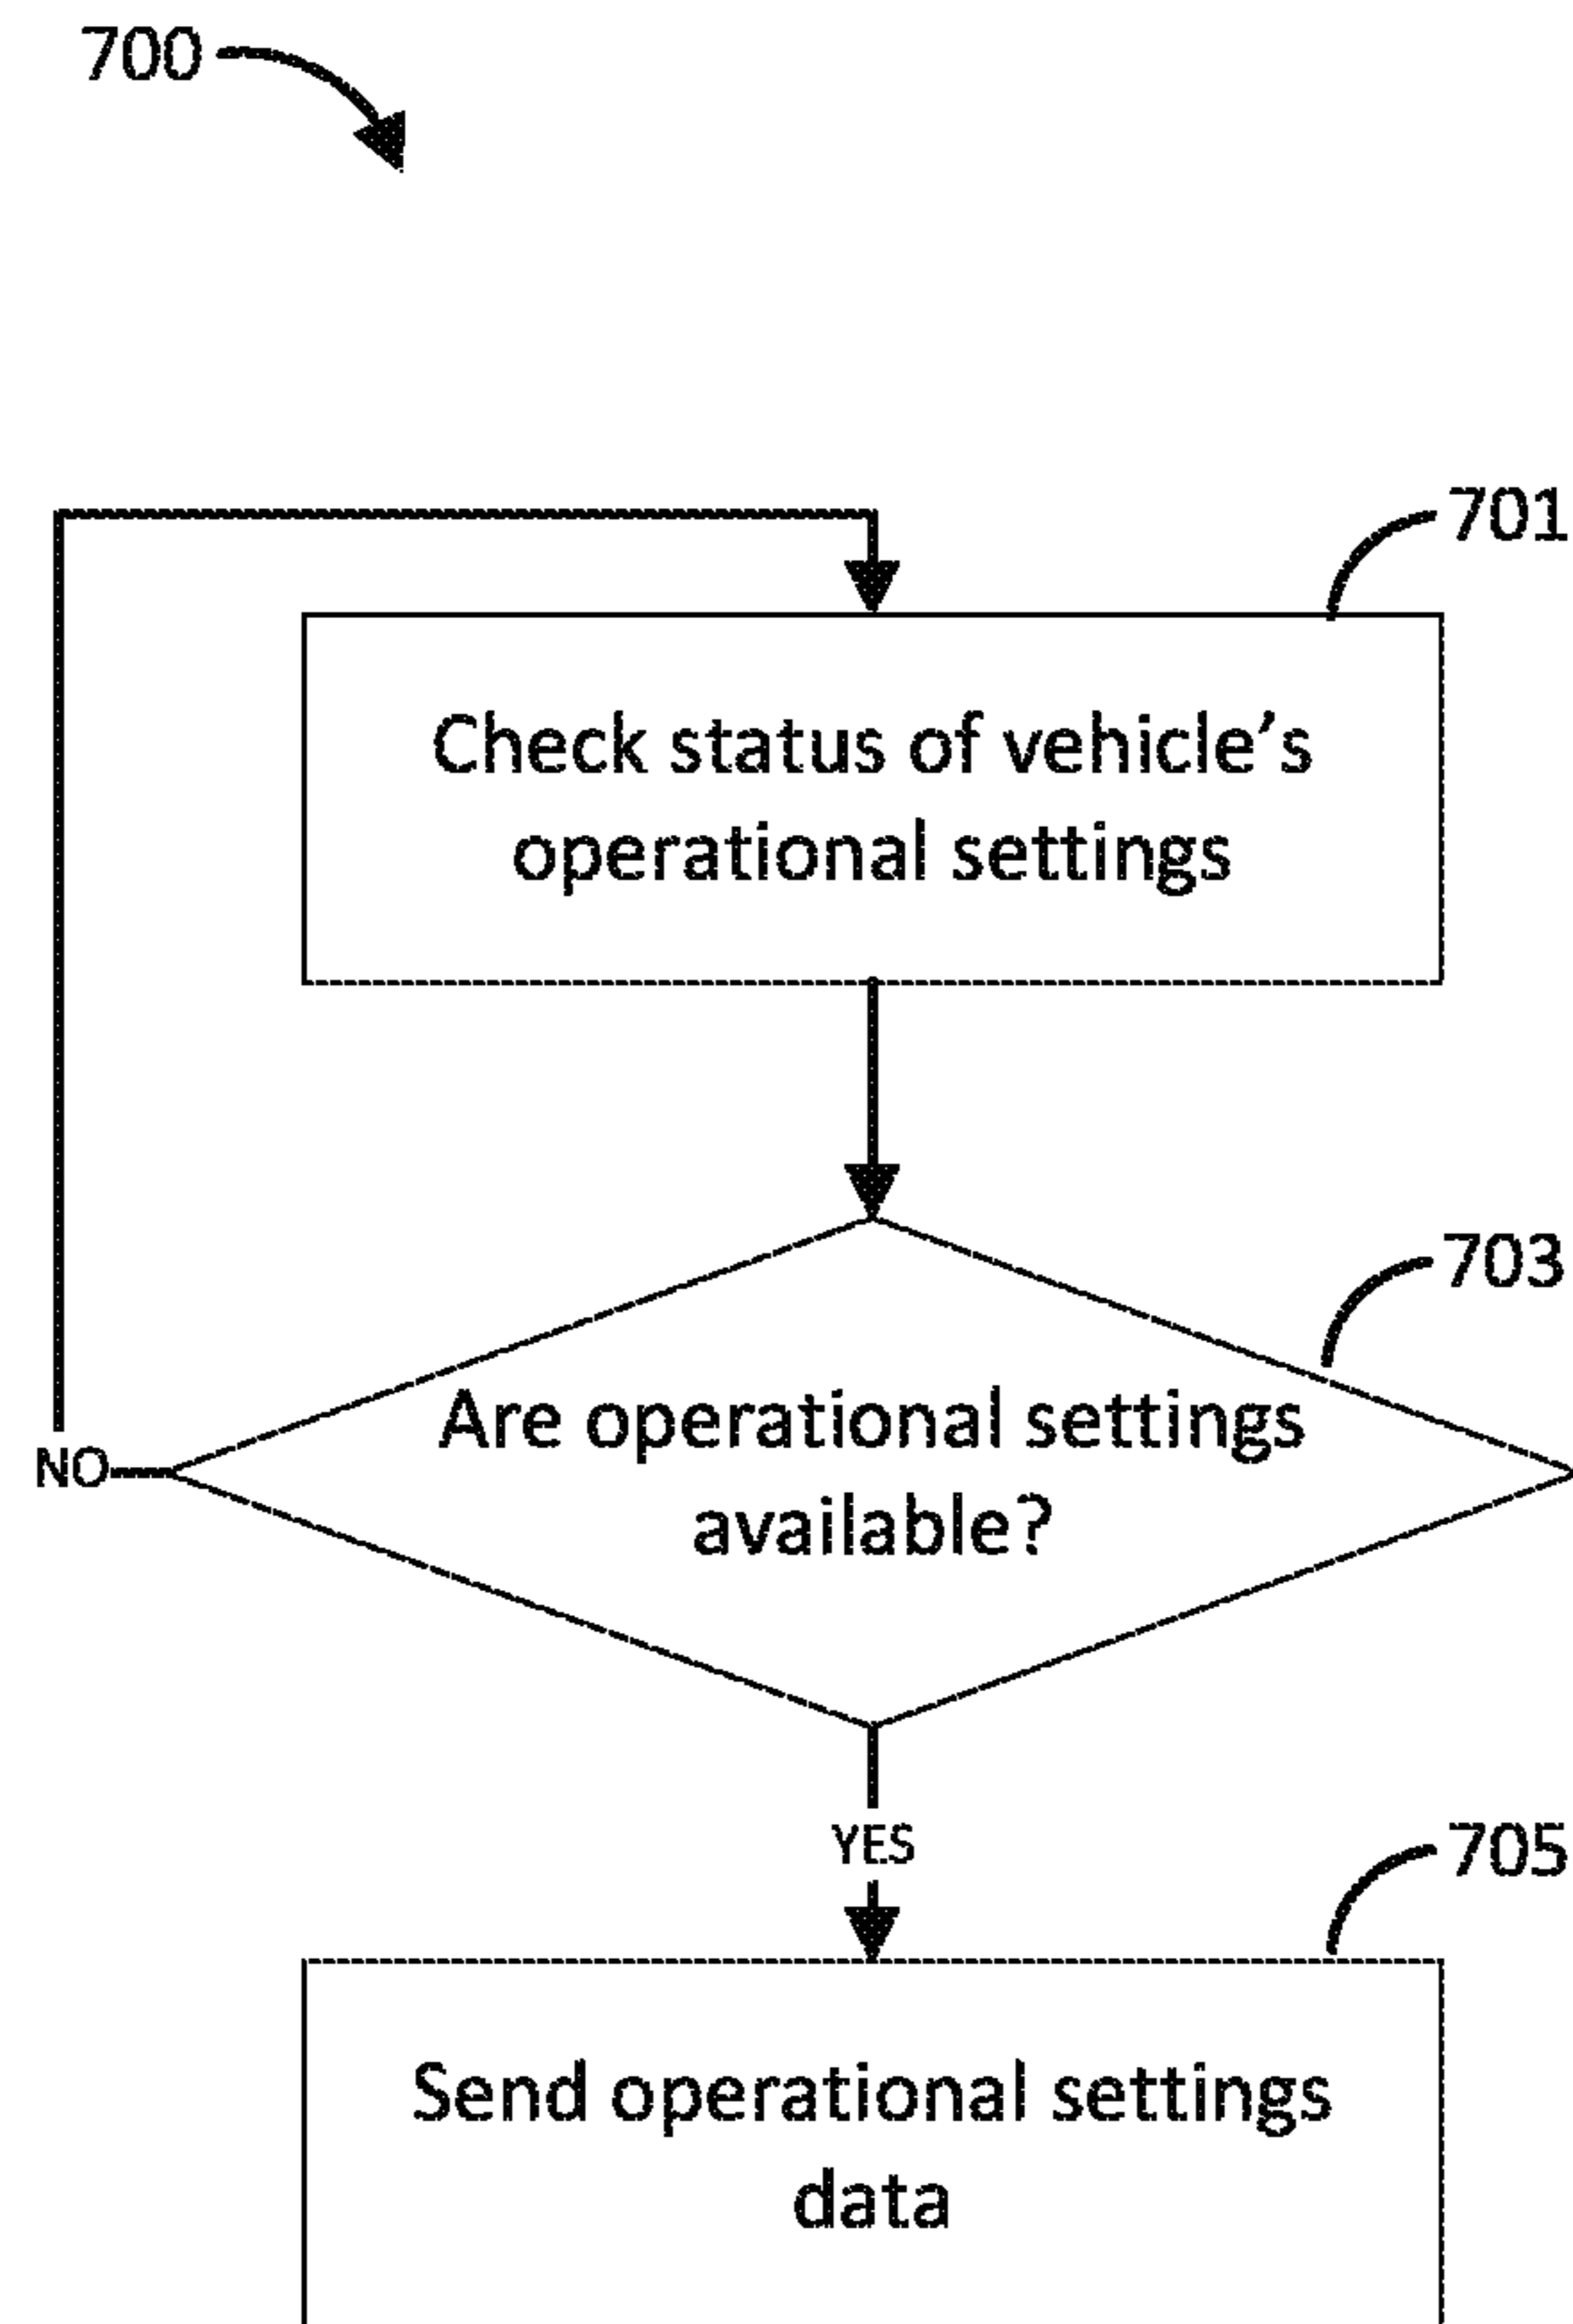 700
701
Check status of vehicle's
operational settings
703
Are operational settings
available?
NO
YES
705
Send operational settings
data